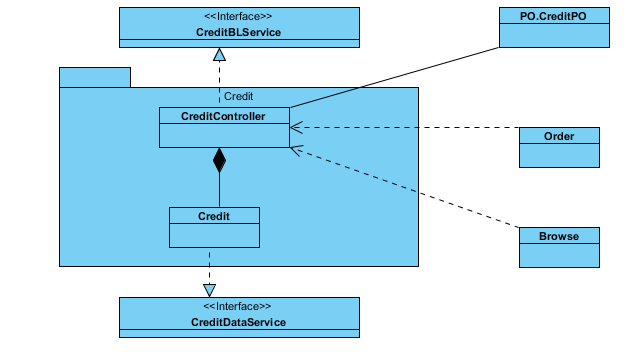 <<Interface>>
CreditBLService
PO.CreditPO
Credit
CreditController
Order
Credit
Browse
<<Interface>>
CreditDataService